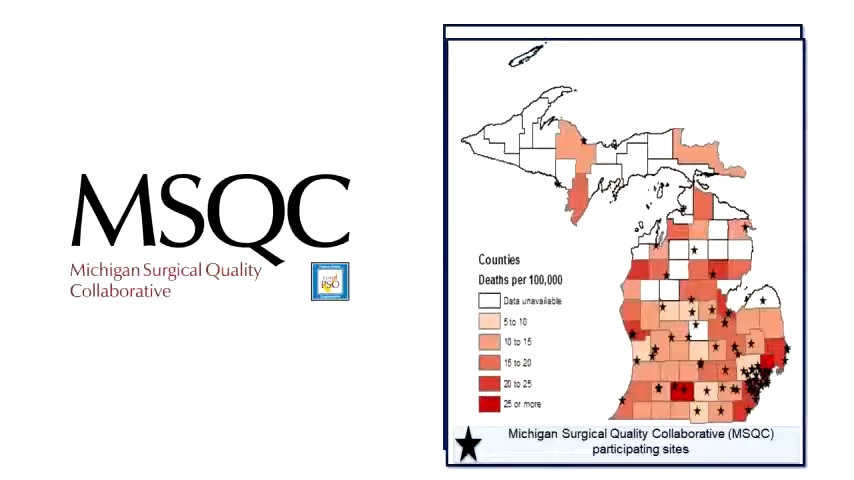 MSQC
Michigan Surgical Quality
Collaborative
PSO
Counties
Deaths per 100,000
Data unavailable
5 to 10
10 to 15
15 to 20
20 to 25
25 or more
Michigan Surgical Quality Collaborative (MSQC)
participating sites